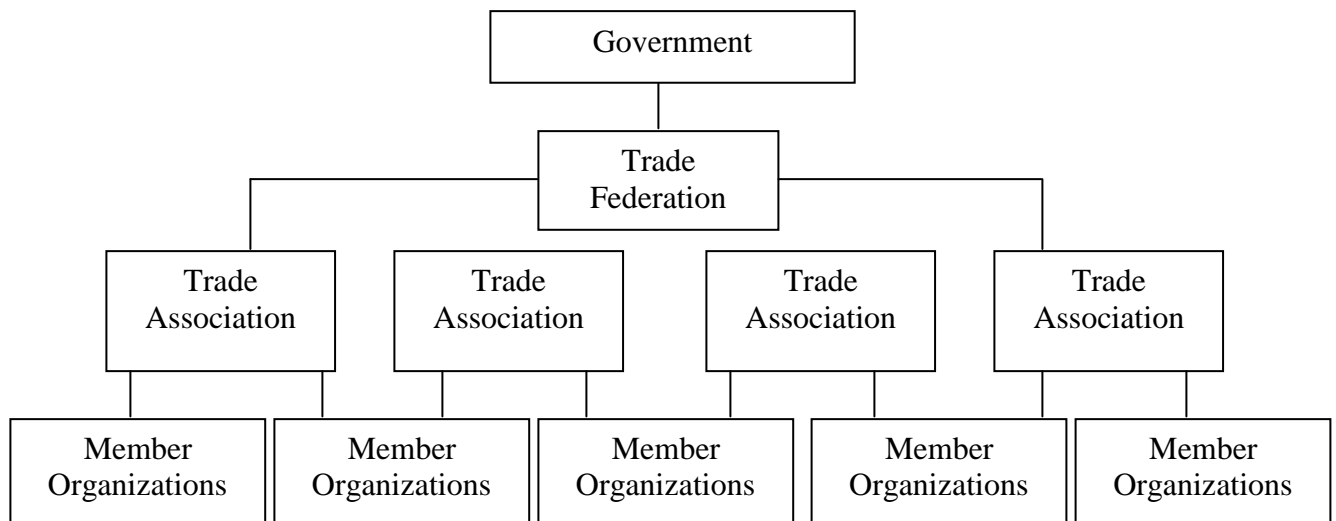 Government
Trade
Federation
Trade
Association
Trade
Association
Trade
Association
Trade
Association
Member
Organizations
Member
Organizations
Member
Organizations
Member
Organizations
Member
Organizations